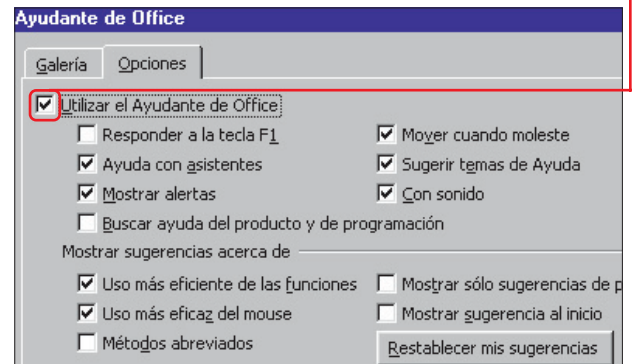 Ayudante de Office
Galería Opciones
Utilizar el Ayudante de Office
Responder a la tecla F1 Mover cuando moleste
Ayuda con asistentes Sugerir temas de Ayuda
Mostrar alertas Con sonido
Buscar ayuda del producto y de programación
Mostrar sugerencias acerca de
Uso más eficiente de las funciones Mostrar sólo sugerencias de
Uso más eficaz del mouse Mostrar sugerencia al inicio
Métodos abreviados Restablecer mis sugerencias